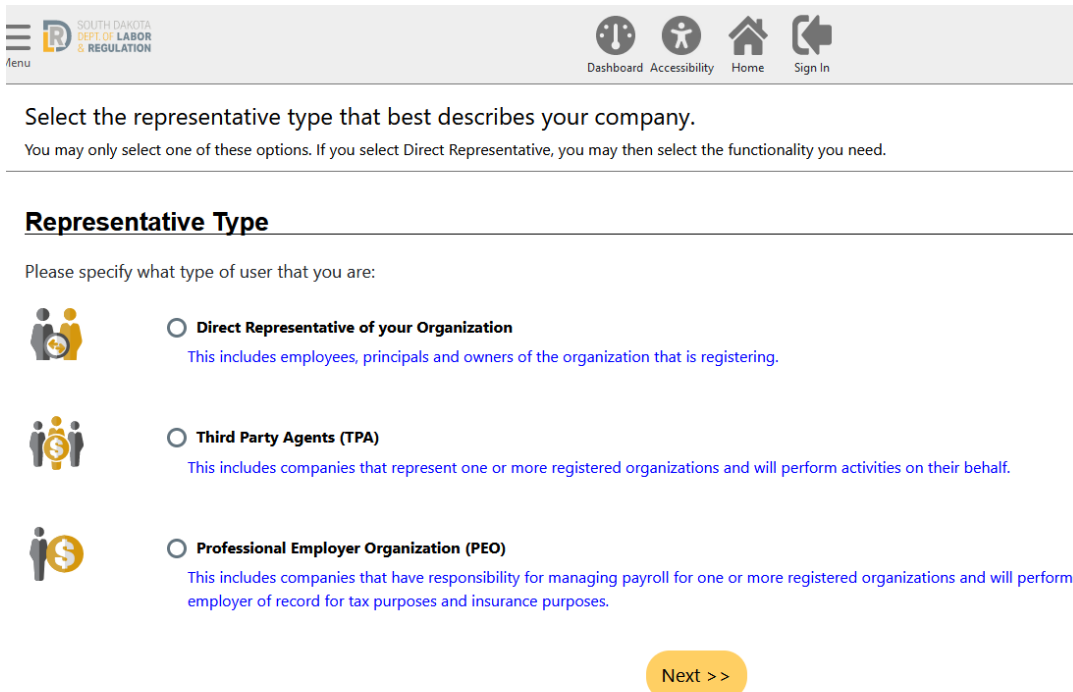 SOUTH DAKOTA
DEPT. OF LABOR
& REGULATION
Menu
Dashboard Accessibility Home Sign In
Select the representative type that best describes your company.
You may only select one of these options. If you select Direct Representative, you may then select the functionality you need.
Representative Type
Please specify what type of user that you are:
Direct Representative of your Organization
This includes employees, principals and owners of the organization that is registering.
Third Party Agents (TPA)
This includes companies that represent one or more registered organizations and will perform activities on their behalf.
Professional Employer Organization (PEO)
This includes companies that have responsibility for managing payroll for one or more registered organizations and will perform
employer of record for tax purposes and insurance purposes.
Next >>